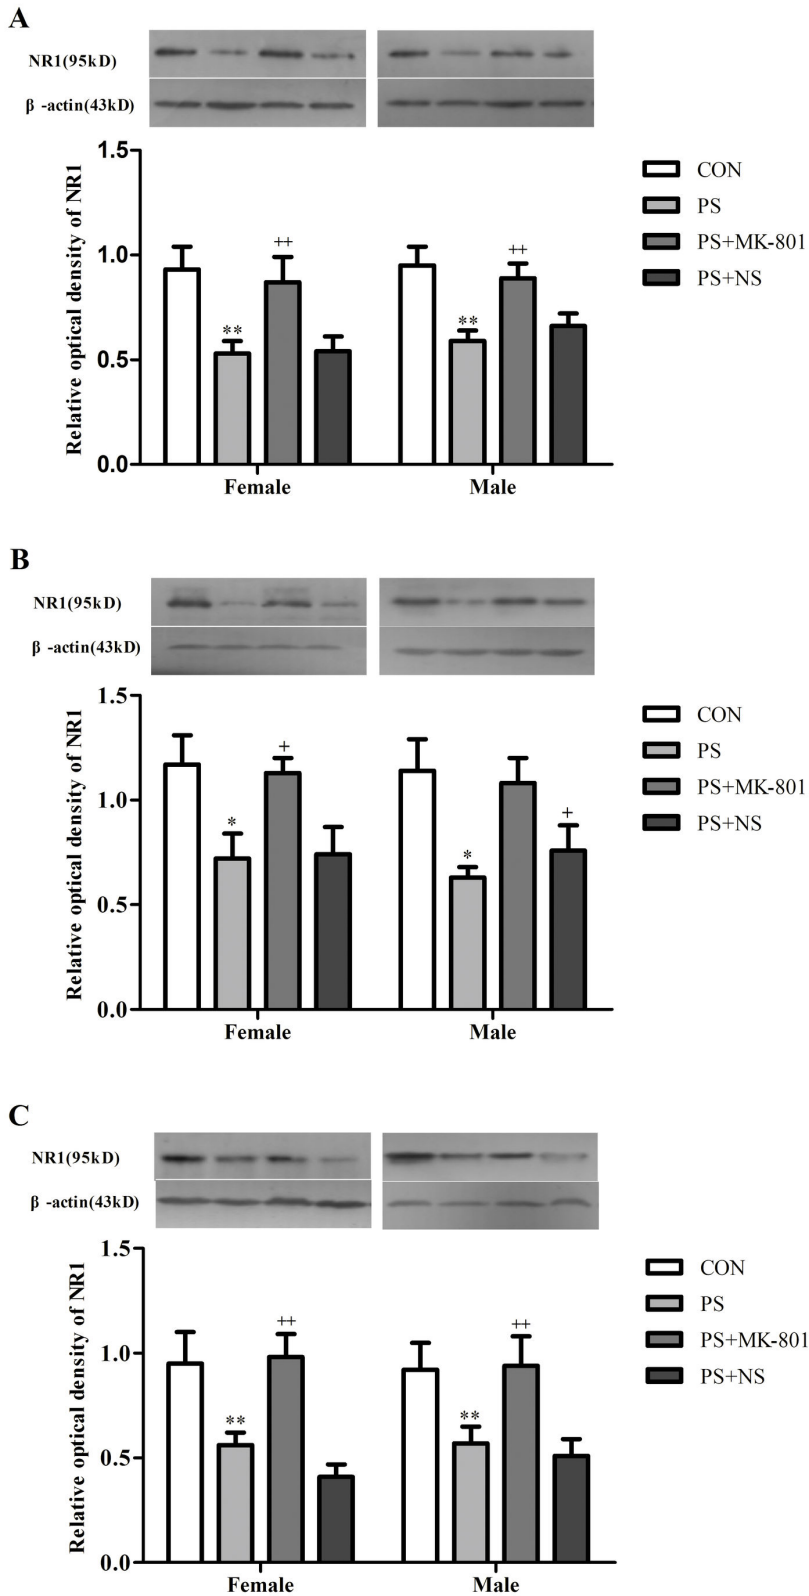 A
NR1(95kD)
β -actin(43kD)
Relative optical density of NR1
1.5
1.0
0.5
0.0
++
**
++
**
Female
Male
CON
PS
PS+MK-801
PS+NS
B
NR1(95kD)
β -actin(43kD)
Relative optical density of NR1
1.5
1.0
0.5
0.0
+
*
+
*
Female
Male
CON
PS
PS+MK-801
PS+NS
C
NR1(95kD)
β -actin(43kD)
Relative optical density of NR1
1.5
1.0
0.5
0.0
++
**
++
**
Female
Male
CON
PS
PS+MK-801
PS+NS